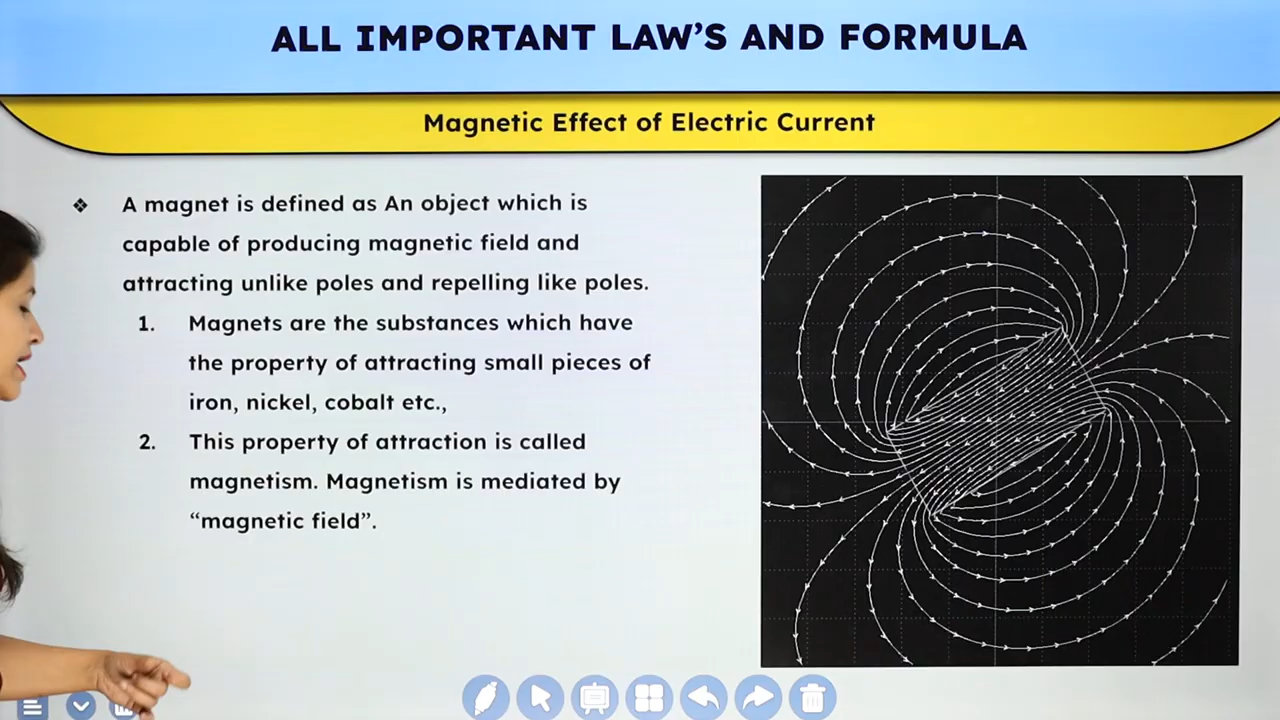 ALL IMPORTANT LAW'S AND FORMULA
Magnetic Effect of Electric Current
❖ A magnet is defined as An object which is
capable of producing magnetic field and
attracting unlike poles and repelling like poles.
1. Magnets are the substances which have
the property of attracting small pieces of
iron, nickel, cobalt etc.,
2. This property of attraction is called
magnetism. Magnetism is mediated by
“magnetic field”.